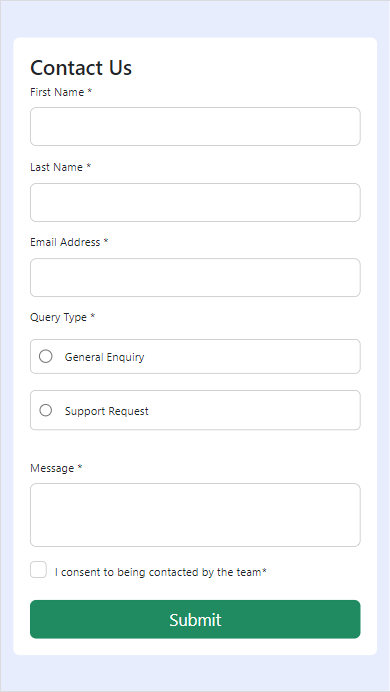 Contact Us
First Name *
Last Name *
Email Address *
Query Type *
General Enquiry
Support Request
Message *
I consent to being contacted by the team*
Submit